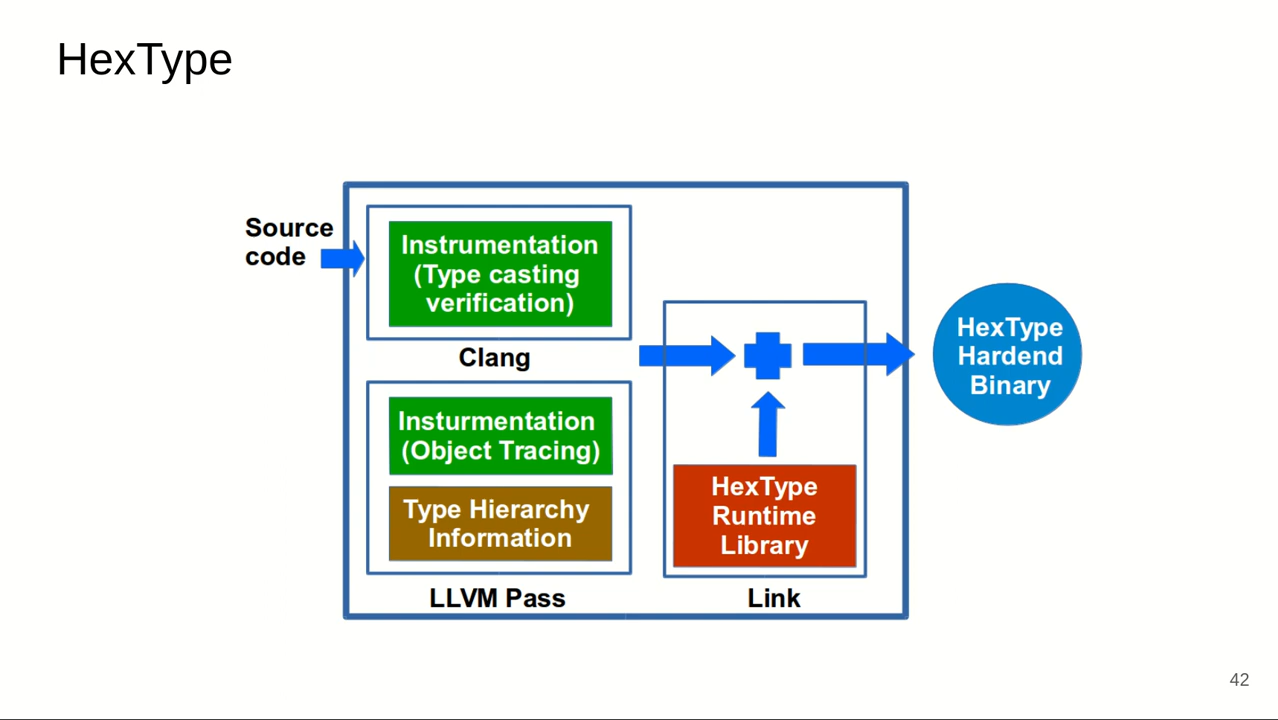 HexType
Source
code
Instrumentation
(Type casting
verification)
Clang
Insturmentation
(Object Tracing)
Type Hierarchy
Information
LLVM Pass
HexType
Runtime
Library
Link
HexType
Hardend
Binary
42